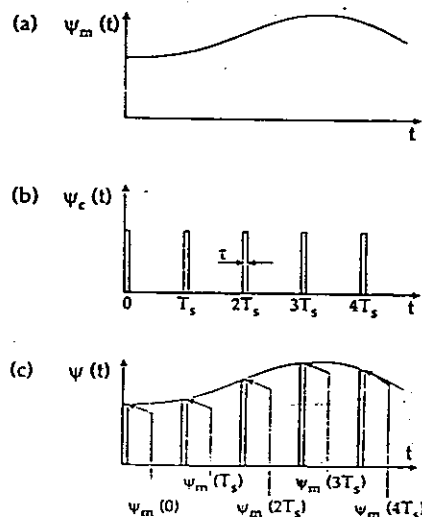 (a) ψm (t)
t
(b) ψc (t)
τ
0 Ts 2Ts 3Ts 4Ts t
(c) ψ (t)
t
ψm (Ts) ψm (3Ts)
ψm (0) ψm (2Ts) ψm (4Ts)